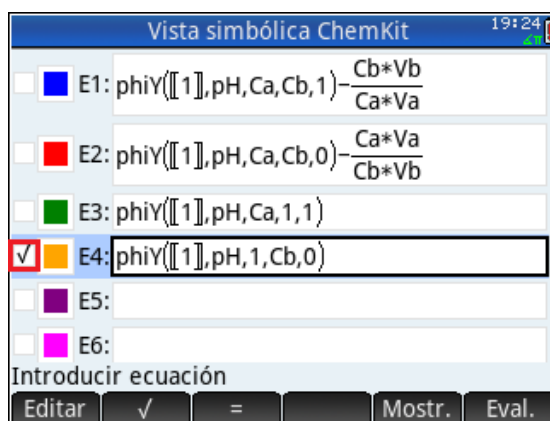 Vista simbólica ChemKit 19:24
∡π
E1: phiY([[1]],pH,Ca,Cb,1)-Cb*Vb/Ca*Va
E2: phiY([[1]],pH,Ca,Cb,0)-Ca*Va/Cb*Vb
E3: phiY([[1]],pH,Ca,1,1)
√ E4: phiY([[1]],pH,1,Cb,0)
E5:
E6:
Introducir ecuación
Editar √ = Mostr. Eval.